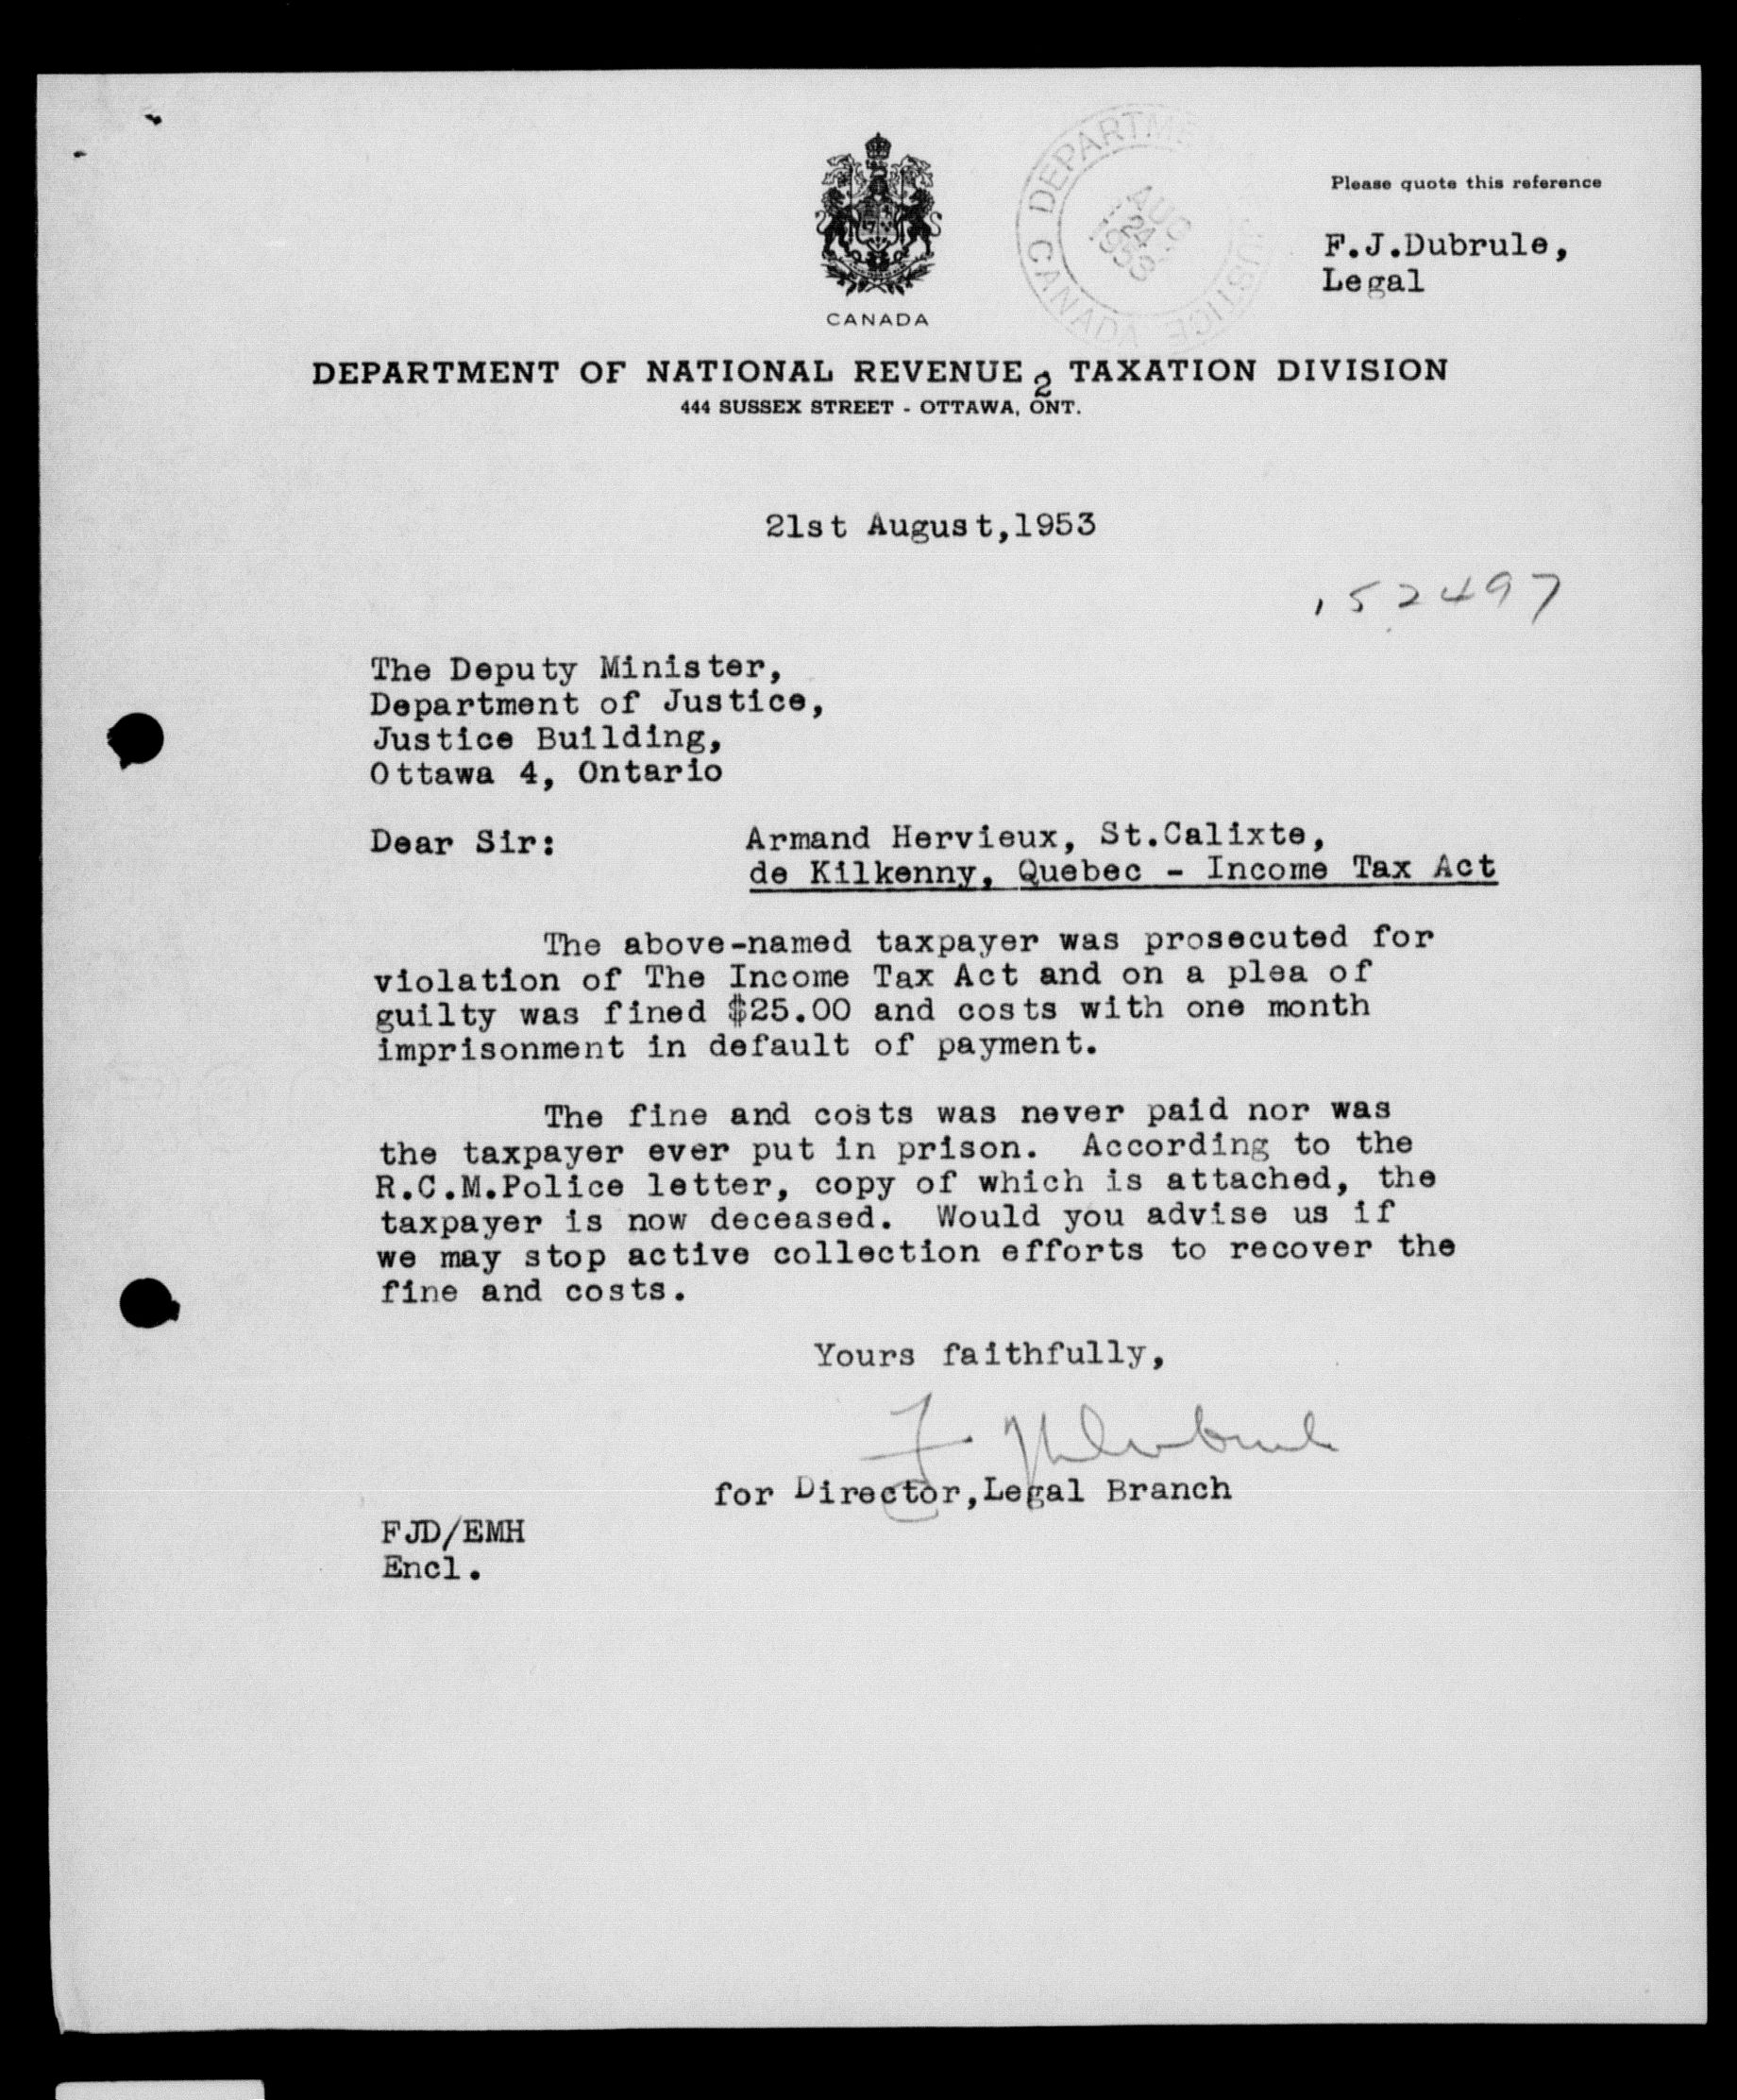 CANADA
DEPARTME JUSTICE CANADA
AUG
24
1953
Please quote this reference
F.J.Dubrule,
Legal
DEPARTMENT OF NATIONAL REVENUE 2 TAXATION DIVISION
444 SUSSEX STREET - OTTAWA, ONT.
21st August,1953
152497
The Deputy Minister,
Department of Justice,
Justice Building,
Ottawa 4, Ontario
Dear Sir: Armand Hervieux, St.Calixte,
de Kilkenny, Quebec - Income Tax Act
The above-named taxpayer was prosecuted for
violation of The Income Tax Act and on a plea of
guilty was fined $25.00 and costs with one month
imprisonment in default of payment.
The fine and costs was never paid nor was
the taxpayer ever put in prison. According to the
R.C.M.Police letter, copy of which is attached, the
taxpayer is now deceased. Would you advise us if
we may stop active collection efforts to recover the
fine and costs.
Yours faithfully,
F J Dubrule
for Director,Legal Branch
FJD/EMH
Encl.